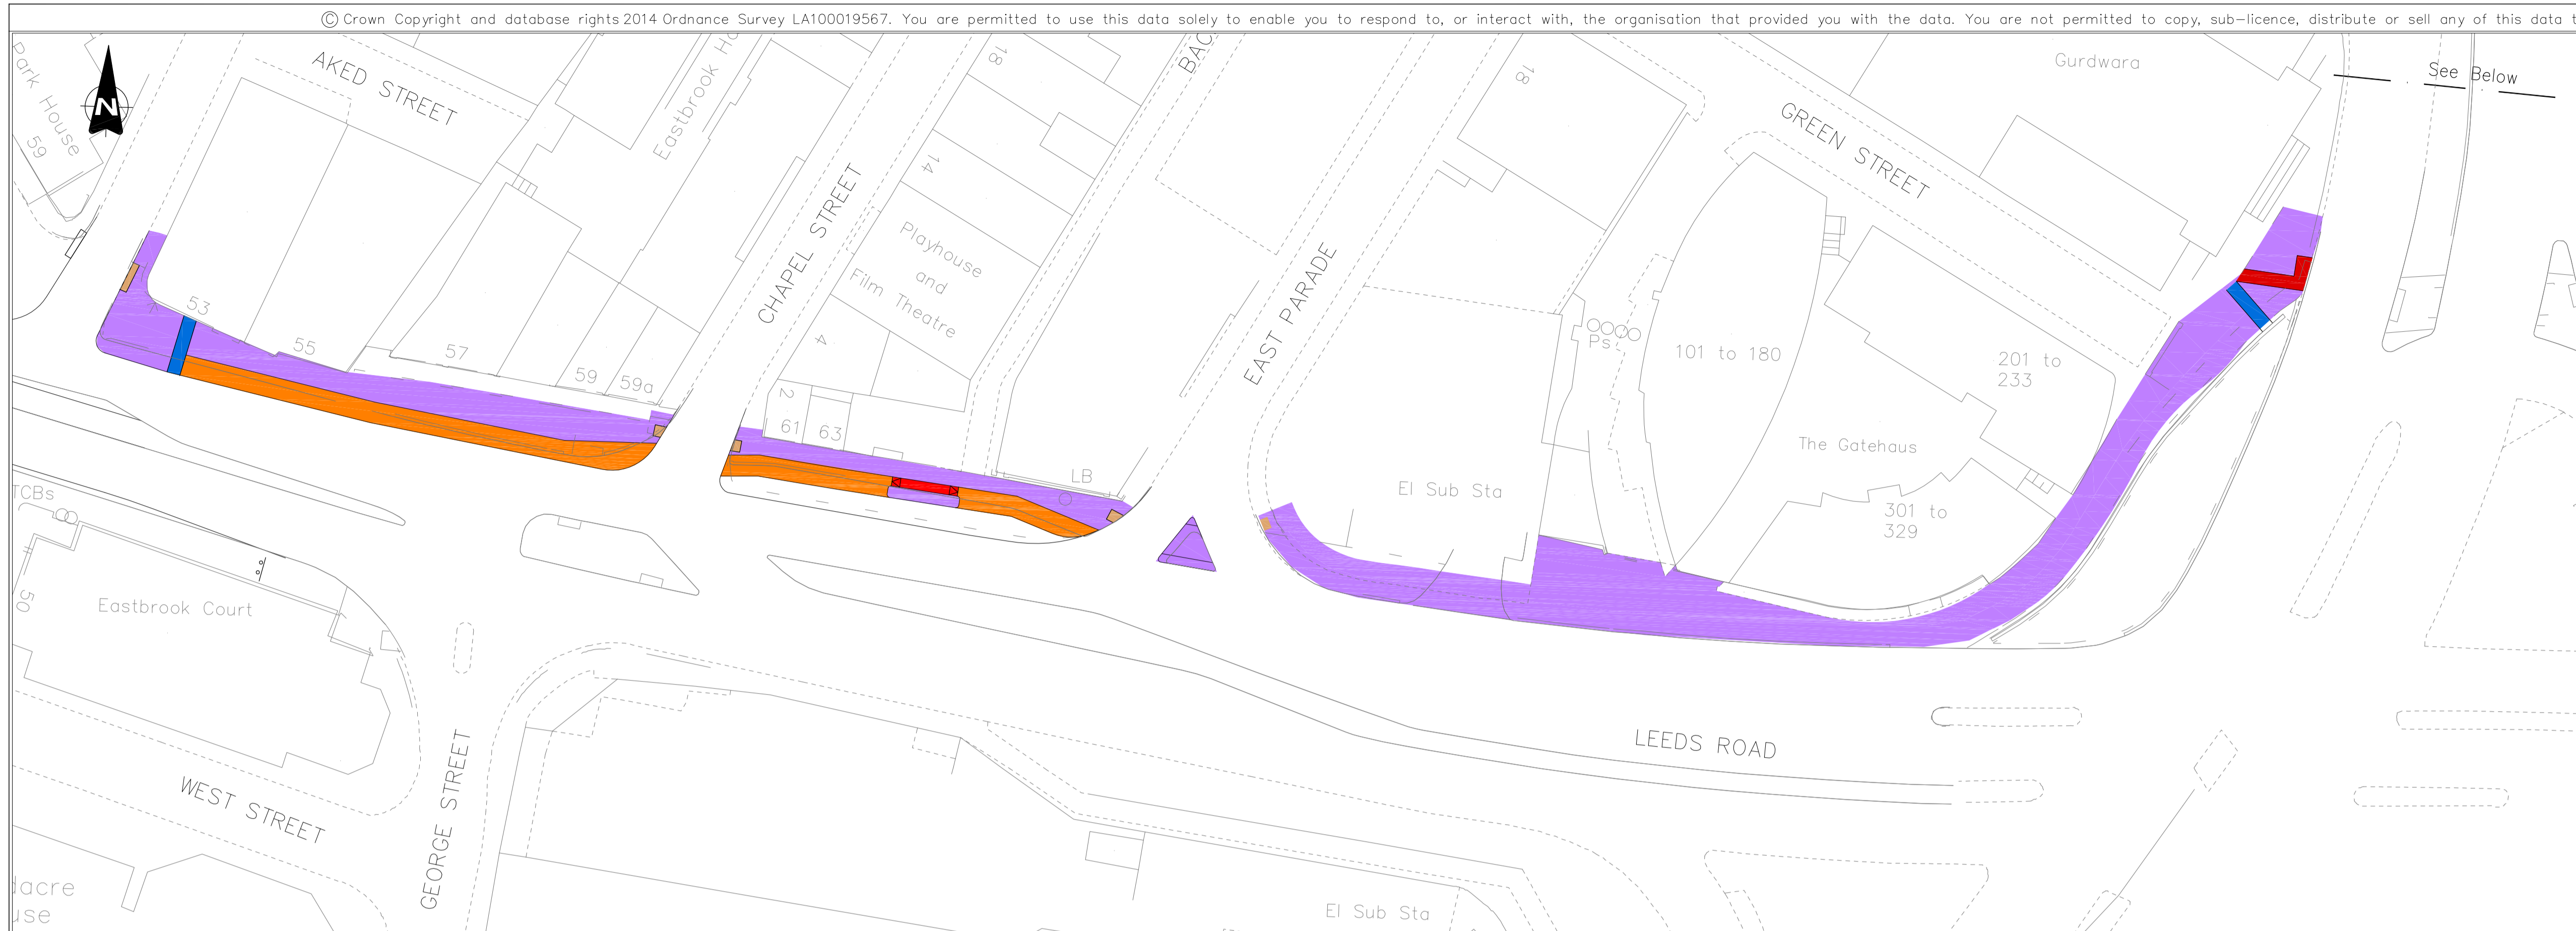 © Crown Copyright and database rights 2014 Ordnance Survey LA100019567. You are permitted to use this data solely to enable you to respond to, or interact with, the organisation that provided you with the data. You are not permitted to copy, sub-licence, distribute or sell any of this data
Park House
59
N
AKED STREET
Eastbrook
18
18
Gurdwara
See Below
GREEN STREET
CHAPEL STREET
14
Playhouse
and
Film Theatre
4
EAST PARADE
53
55
57
59
59a
2
61
63
LB
Ps
101 to 180
201 to
233
The Gatehaus
301 to
329
El Sub Sta
TCBs
50
Eastbrook Court
WEST STREET
GEORGE STREET
LEEDS ROAD
El Sub Sta